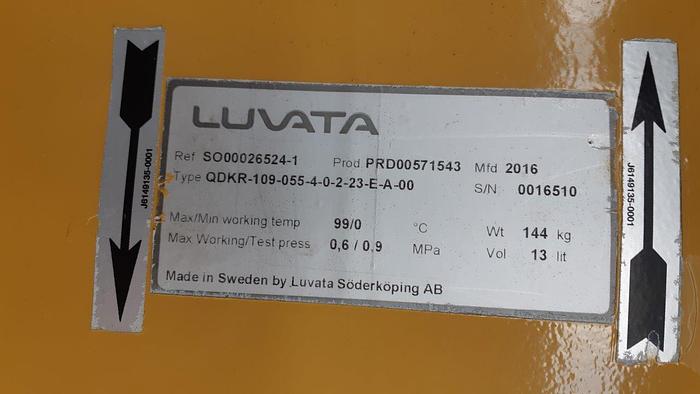 LUVATA
Ref SO00026524-1 Prod PRD00571543 Mfd 2016
Type QDKR-109-055-4-0-2-23-E-A-00 S/N 0016510
Max/Min working temp 99/0 °C Wt 144 kg
Max Working/Test press 0,6 / 0,9 MPa Vol 13 lit
Made in Sweden by Luvata Söderköping AB
J6149135-0001
J6149135-0001